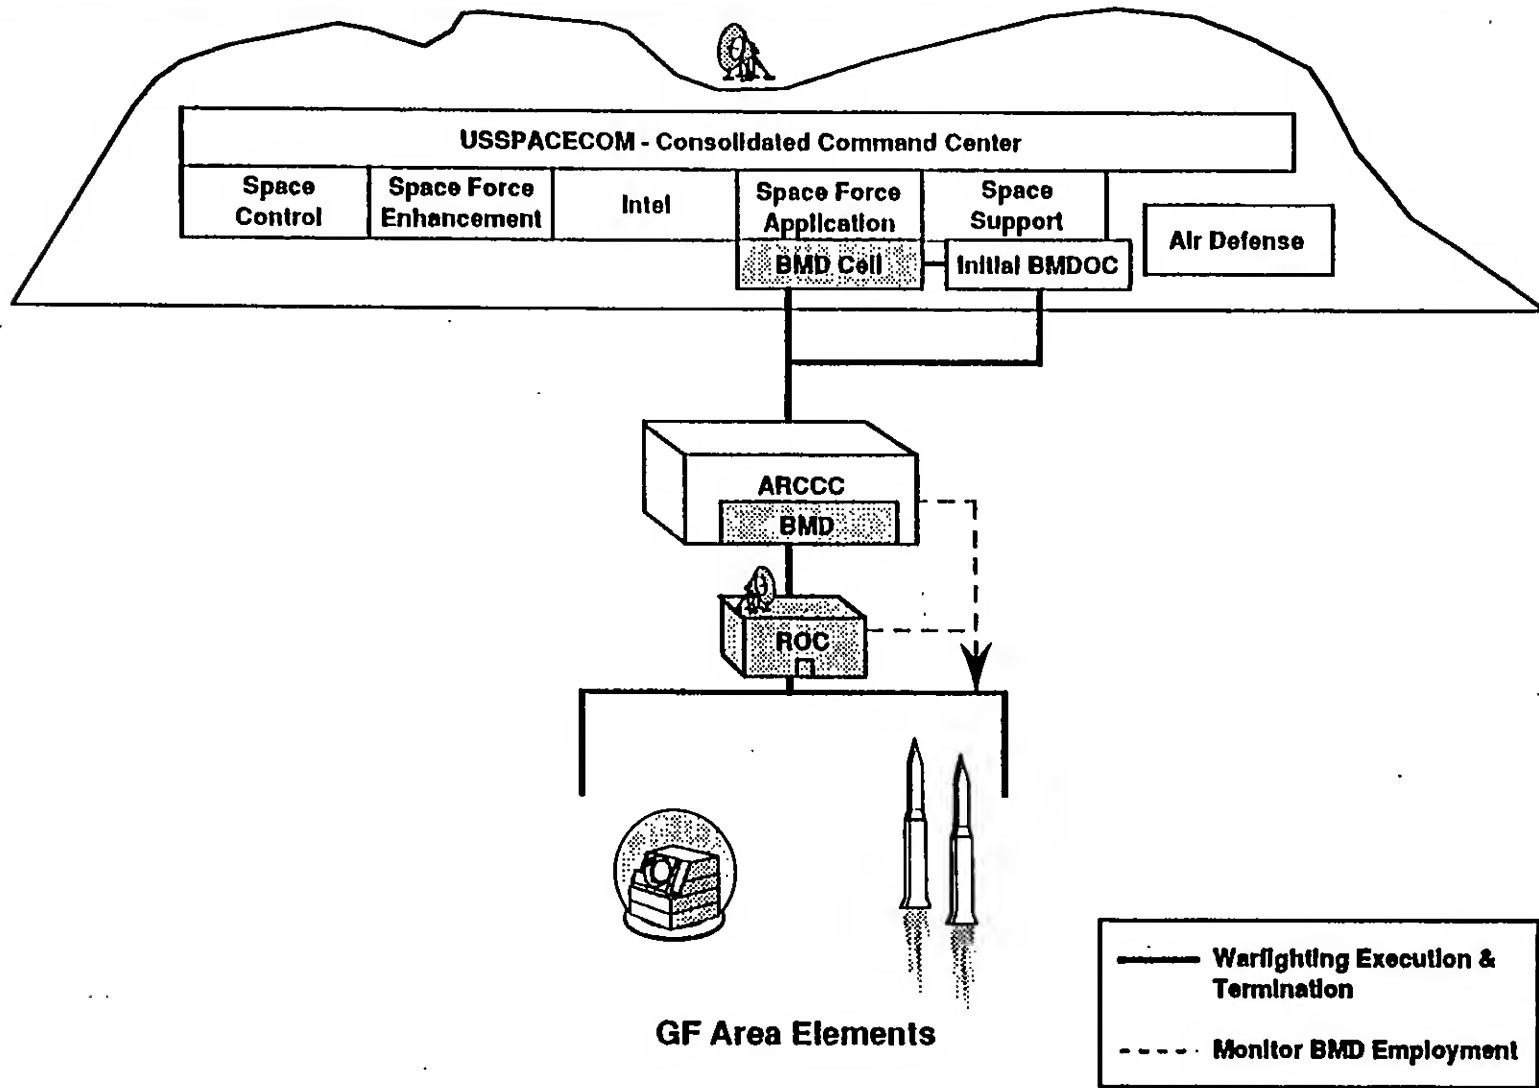 USSPACECOM - Consolidated Command Center
Space
Control
Space Force
Enhancement
Intel
Space Force
Application
Space
Support
Air Defense
BMD Cell
Initial BMDOC
ARCCC
BMD
ROC
GF Area Elements
Warfighting Execution &
Termination
Monitor BMD Employment